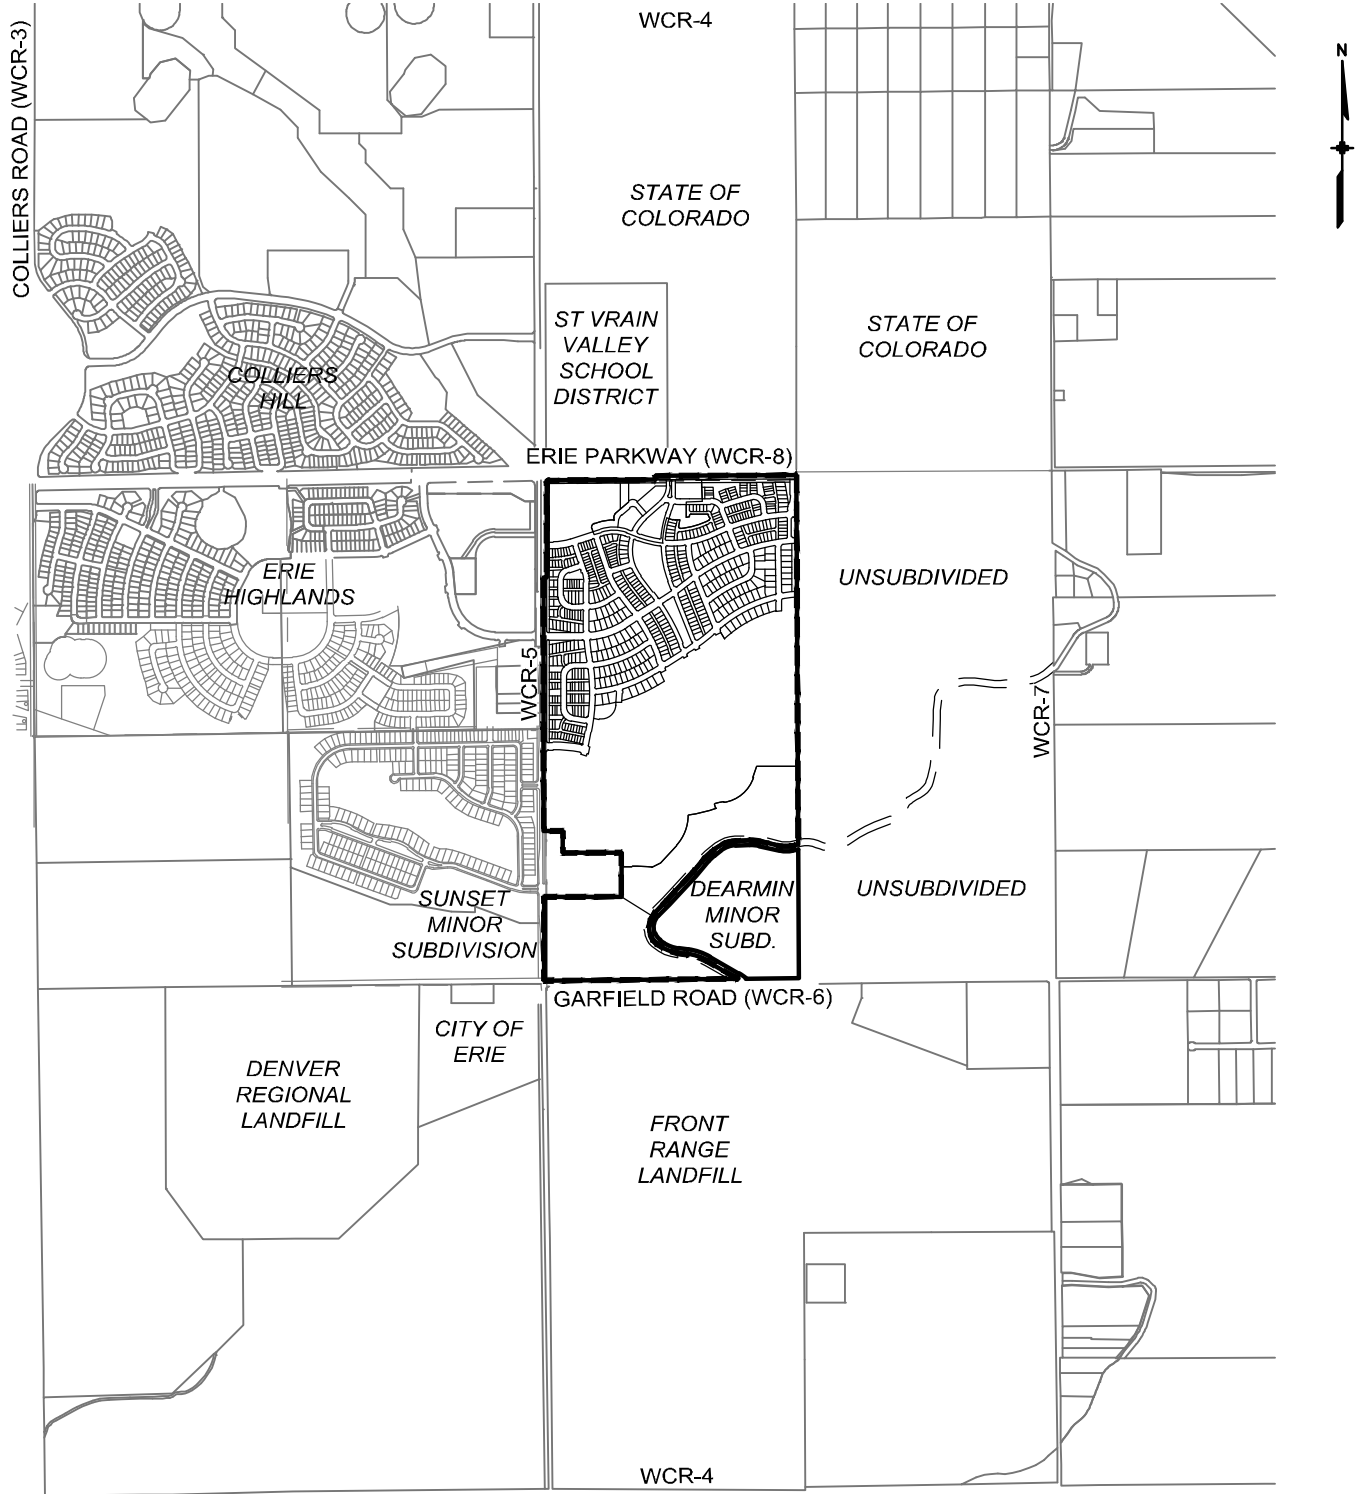 WCR-4
N
COLLIERS ROAD (WCR-3)
STATE OF
COLORADO
ST VRAIN
VALLEY
SCHOOL
DISTRICT
STATE OF
COLORADO
COLLIERS
HILL
ERIE PARKWAY (WCR-8)
ERIE
HIGHLANDS
UNSUBDIVIDED
WCR-5
WCR-7
SUNSET
MINOR
SUBDIVISION
DEARMIN
MINOR
SUBD.
UNSUBDIVIDED
GARFIELD ROAD (WCR-6)
CITY OF
ERIE
DENVER
REGIONAL
LANDFILL
FRONT
RANGE
LANDFILL
WCR-4